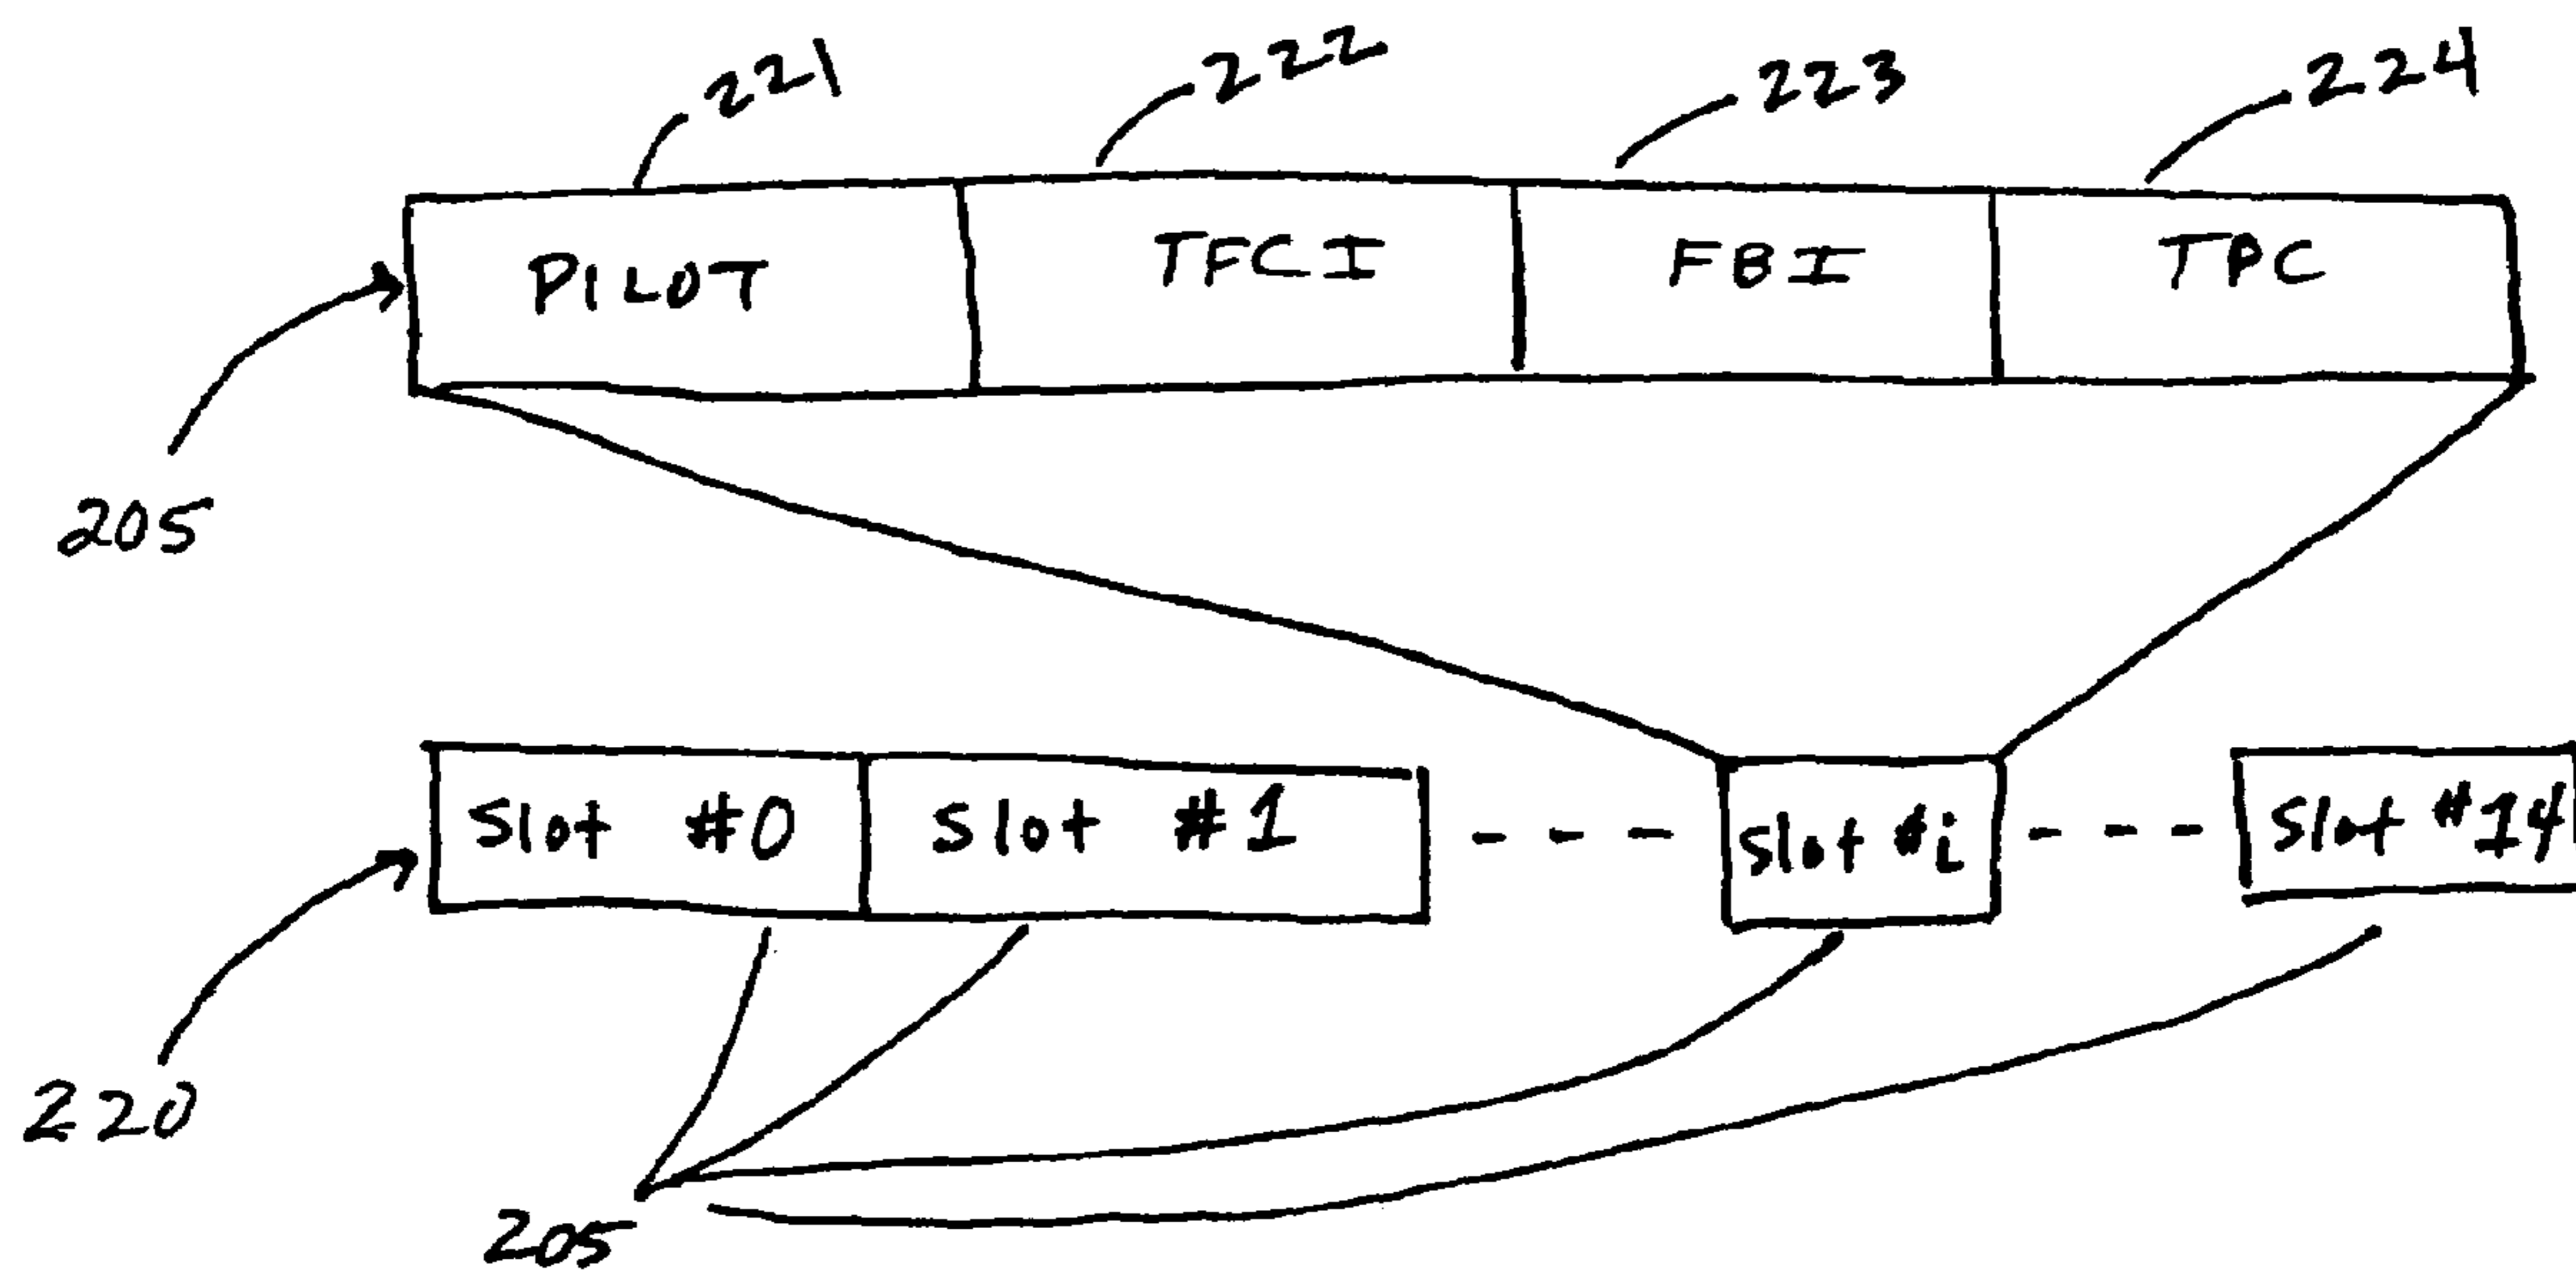 221 222 223 224
PILOT TFCI FBI TPC
205
Slot #0 Slot #1 - - - Slot #i - - - Slot #14
220
205